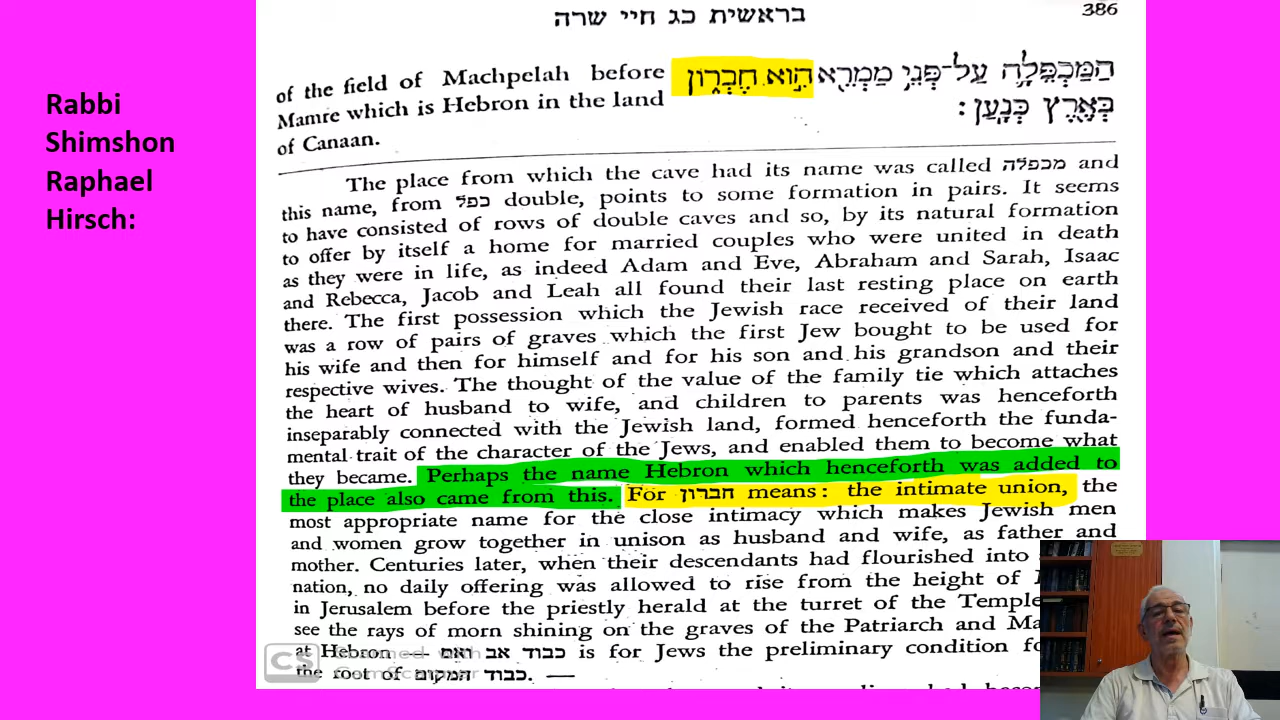 Rabbi
Shimshon
Raphael
Hirsch:
בראשית כג חיי שרה
386
of the field of Machpelah before
Mamre which is Hebron in the land
of Canaan.
הַמַּכְפֵּלָ֛ה עַל־פְּנֵ֥י מַמְרֵ֖א הִ֣וא חֶבְר֑וֹן
בְּאֶ֖רֶץ כְּנָֽעַן :
The place from which the cave had its name was called מכפלה and
this name, from כפל double, points to some formation in pairs. It seems
to have consisted of rows of double caves and so, by its natural formation
to offer by itself a home for married couples who were united in death
as they were in life, as indeed Adam and Eve, Abraham and Sarah, Isaac
and Rebecca, Jacob and Leah all found their last resting place on earth
there. The first possession which the Jewish race received of their land
was a row of pairs of graves which the first Jew bought to be used for
his wife and then for himself and for his son and his grandson and their
respective wives. The thought of the value of the family tie which attaches
the heart of husband to wife, and children to parents was henceforth
inseparably connected with the Jewish land, formed henceforth the funda-
mental trait of the character of the Jews, and enabled them to become what
they became. Perhaps the name Hebron which henceforth was added to
the place also came from this. For חברון means: the intimate union, the
most appropriate name for the close intimacy which makes Jewish men
and women grow together in unison as husband and wife, as father and
mother. Centuries later, when their descendants had flourished into
nation, no daily offering was allowed to rise from the height of
in Jerusalem before the priestly herald at the turret of the Temple
see the rays of morn shining on the graves of the Patriarch and
at Hebron — כבוד אב ואם is for Jews the preliminary condition
the root of כבוד המקום. —
CS